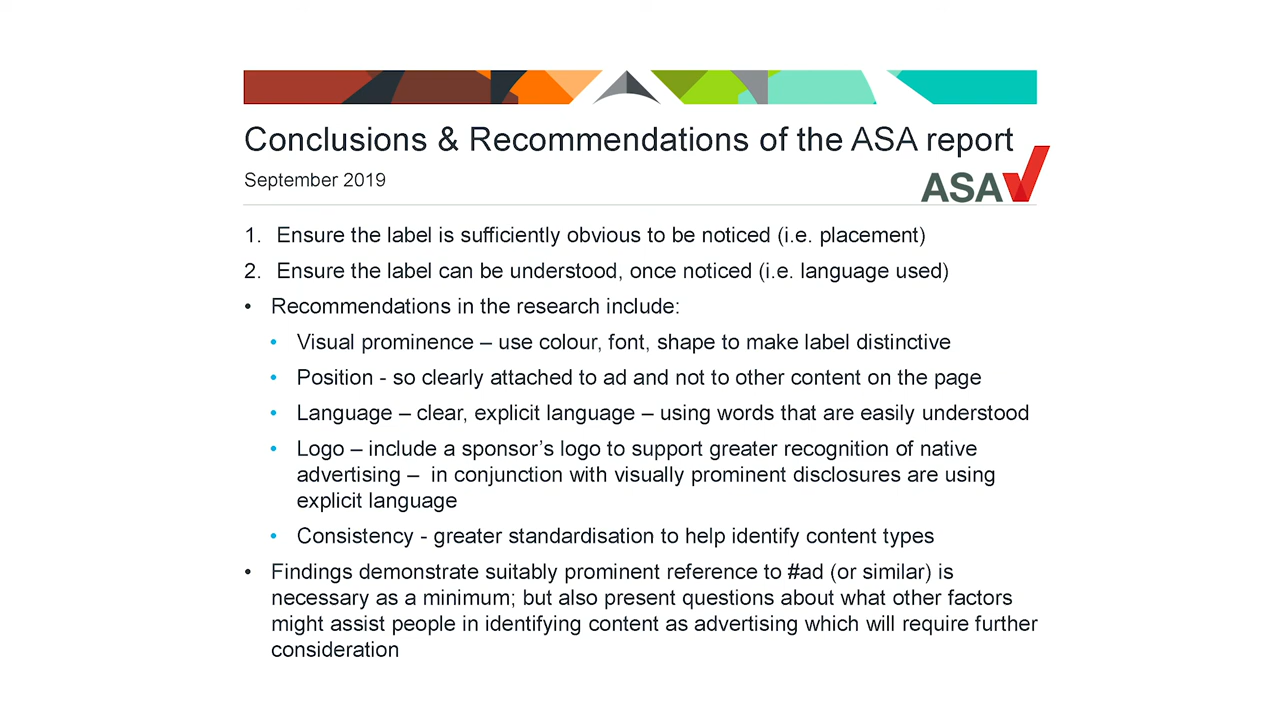 Conclusions & Recommendations of the ASA report
September 2019
ASA
1. Ensure the label is sufficiently obvious to be noticed (i.e. placement)
2. Ensure the label can be understood, once noticed (i.e. language used)
• Recommendations in the research include:
• Visual prominence – use colour, font, shape to make label distinctive
• Position - so clearly attached to ad and not to other content on the page
• Language – clear, explicit language – using words that are easily understood
• Logo – include a sponsor’s logo to support greater recognition of native
advertising – in conjunction with visually prominent disclosures are using
explicit language
• Consistency - greater standardisation to help identify content types
• Findings demonstrate suitably prominent reference to #ad (or similar) is
necessary as a minimum; but also present questions about what other factors
might assist people in identifying content as advertising which will require further
consideration